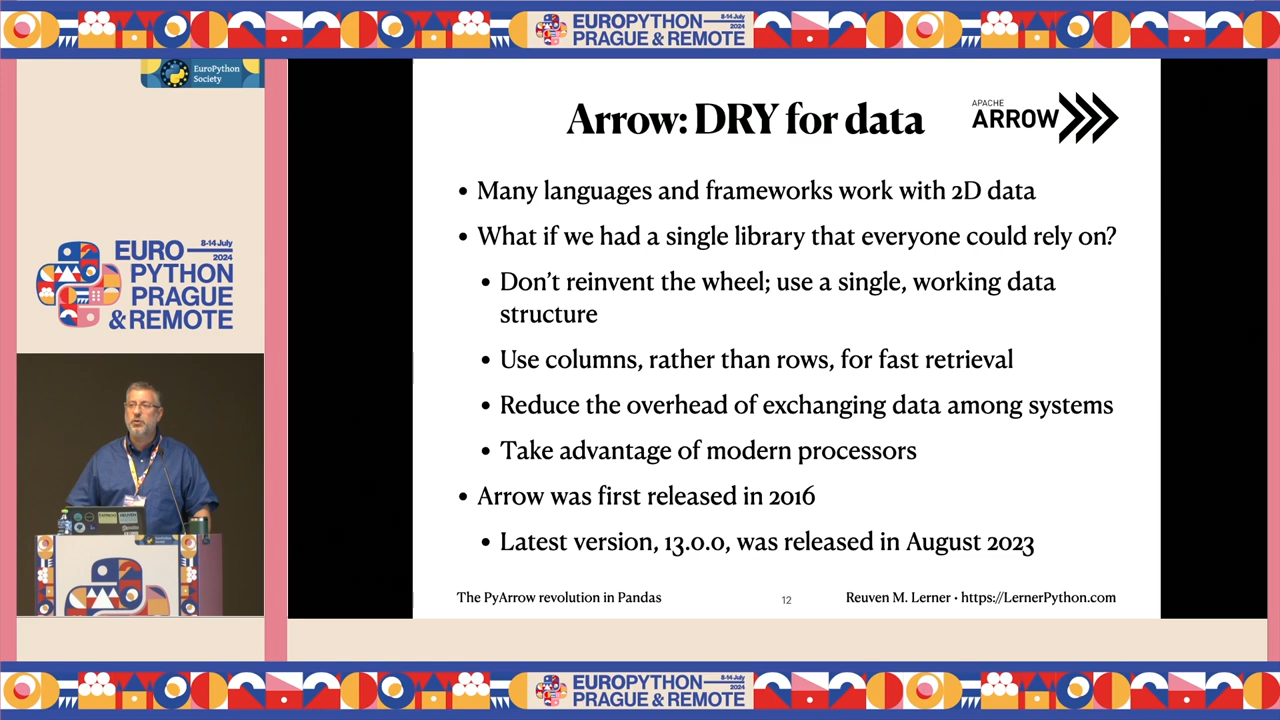 EUROPYTHON
8-14 July
2024
PRAGUE & REMOTE
EuroPython
Society
EURO
8-14 July
2024
PYTHON
PRAGUE
& REMOTE
Arrow: DRY for data
APACHE
ARROW
• Many languages and frameworks work with 2D data
• What if we had a single library that everyone could rely on?
• Don’t reinvent the wheel; use a single, working data
structure
• Use columns, rather than rows, for fast retrieval
• Reduce the overhead of exchanging data among systems
• Take advantage of modern processors
• Arrow was first released in 2016
• Latest version, 13.0.0, was released in August 2023
The PyArrow revolution in Pandas
12
Reuven M. Lerner • https://LernerPython.com
EUROPYTHON
8-14 July
2024
PRAGUE & REMOTE